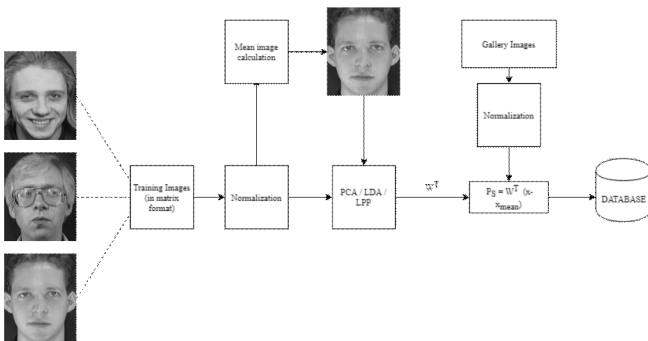 Mean image
calculation
Gallery Images
Normalization
Training Images
(in matrix
format)
Normalization
PCA / LDA /
LPP
W^T
P_S = W^T (x-
x_mean)
DATABASE